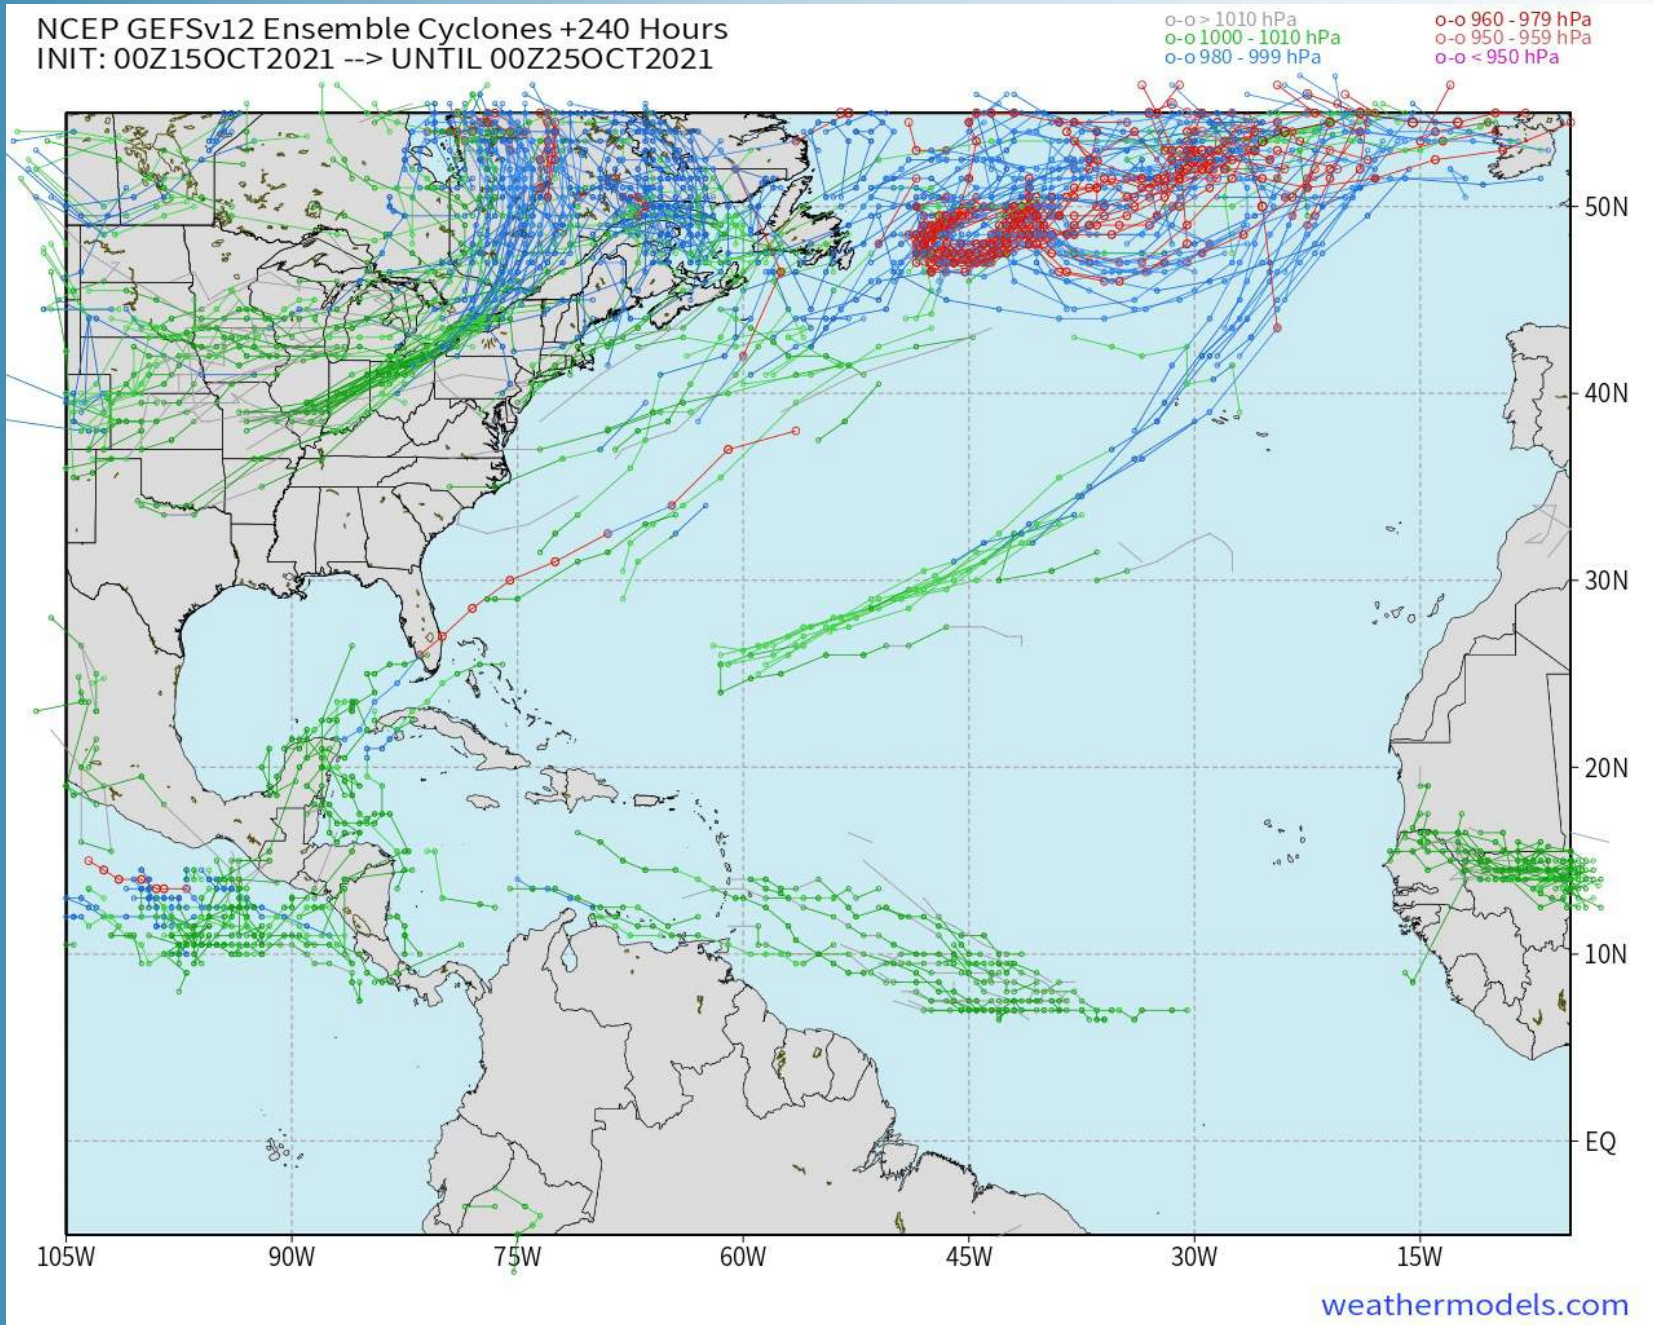 NCEP GEFSv12 Ensemble Cyclones +240 Hours
INIT: 00Z15OCT2021 --> UNTIL 00Z25OCT2021
o-o > 1010 hPa
o-o 1000 - 1010 hPa
o-o 980 - 999 hPa
o-o 960 - 979 hPa
o-o 950 - 959 hPa
o-o < 950 hPa
50N
40N
30N
20N
10N
EQ
105W 90W 75W 60W 45W 30W 15W
weathermodels.com